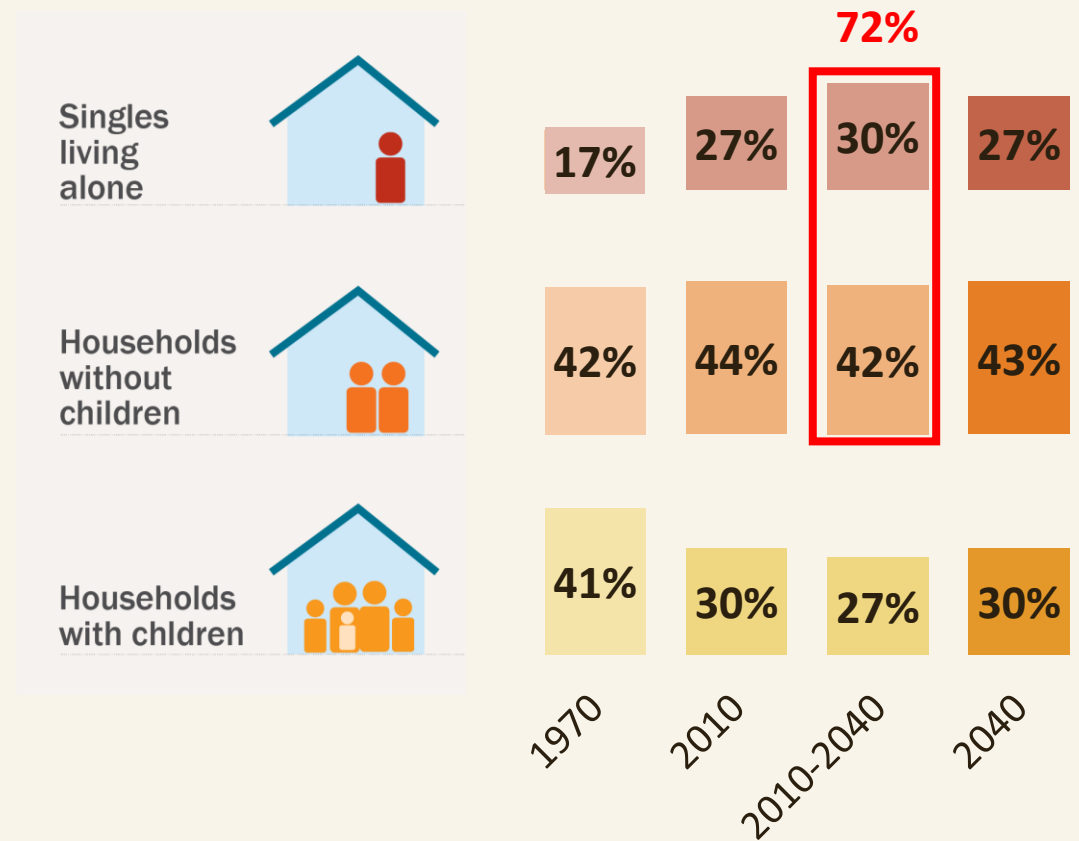 72%
Singles
living
alone
17%
27%
30%
27%
Households
without
children
42%
44%
42%
43%
Households
with chldren
41%
30%
27%
30%
1970
2010
2010-2040
2040